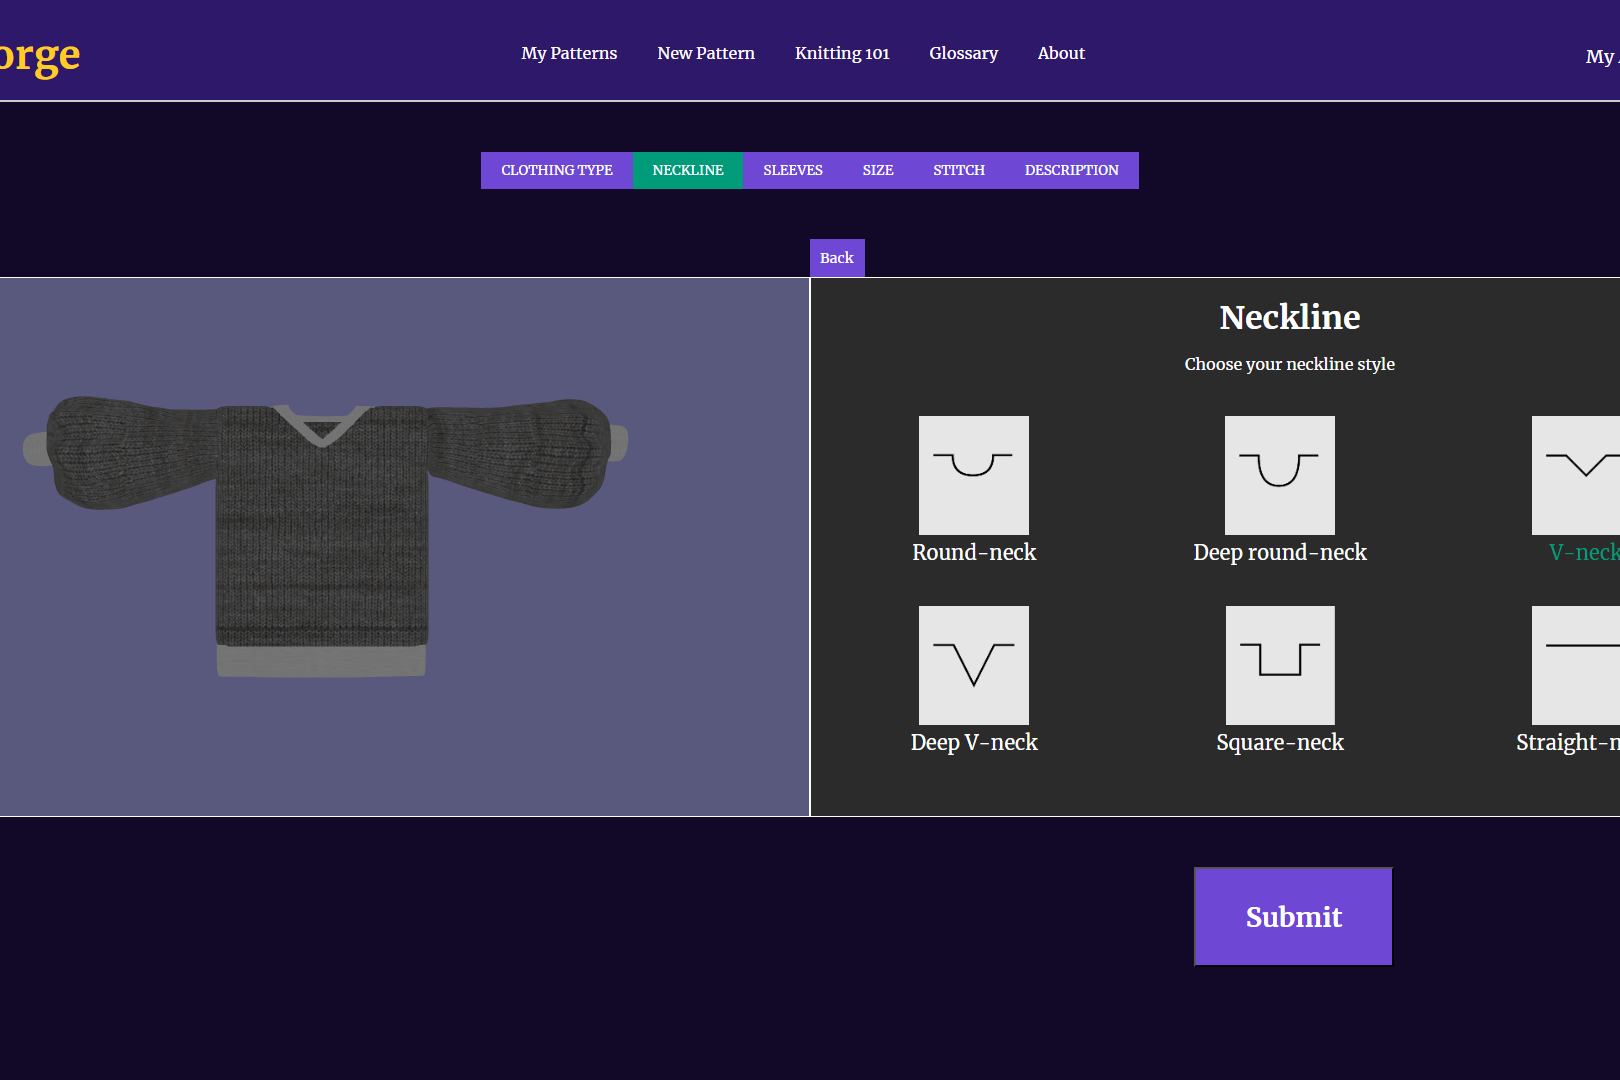 orge
My Patterns New Pattern Knitting 101 Glossary About
My
CLOTHING TYPE NECKLINE SLEEVES SIZE STITCH DESCRIPTION
Back
Neckline
Choose your neckline style
Round-neck Deep round-neck V-neck
Deep V-neck Square-neck Straight-n
Submit